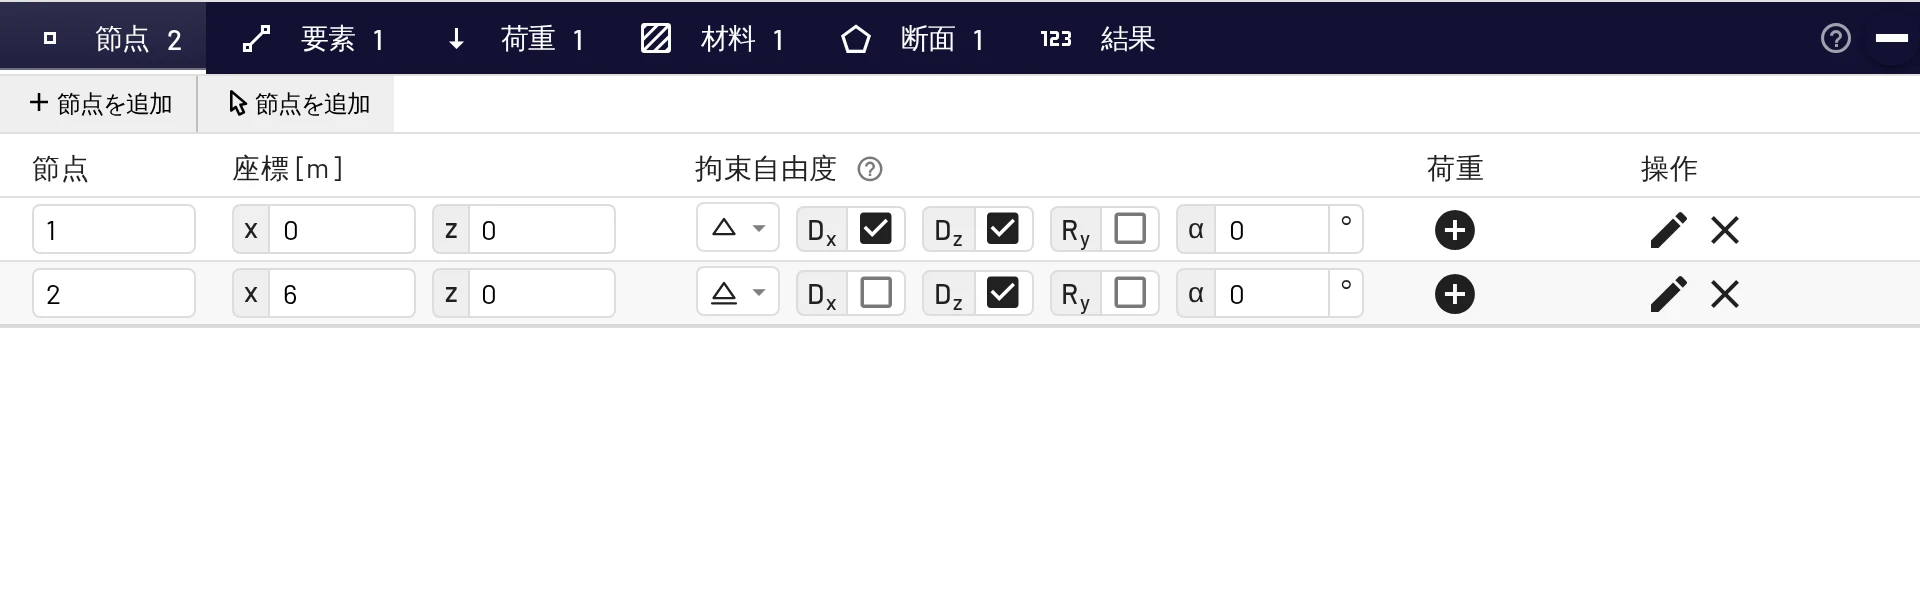 節点 2 要素 1 荷重 1 材料 1 断面 1 123 結果
節点を追加 節点を追加
節点 座標[m] 拘束自由度 荷重 操作
1 x 0 z 0 Dx Dz Ry α 0 °
2 x 6 z 0 Dx Dz Ry α 0 °